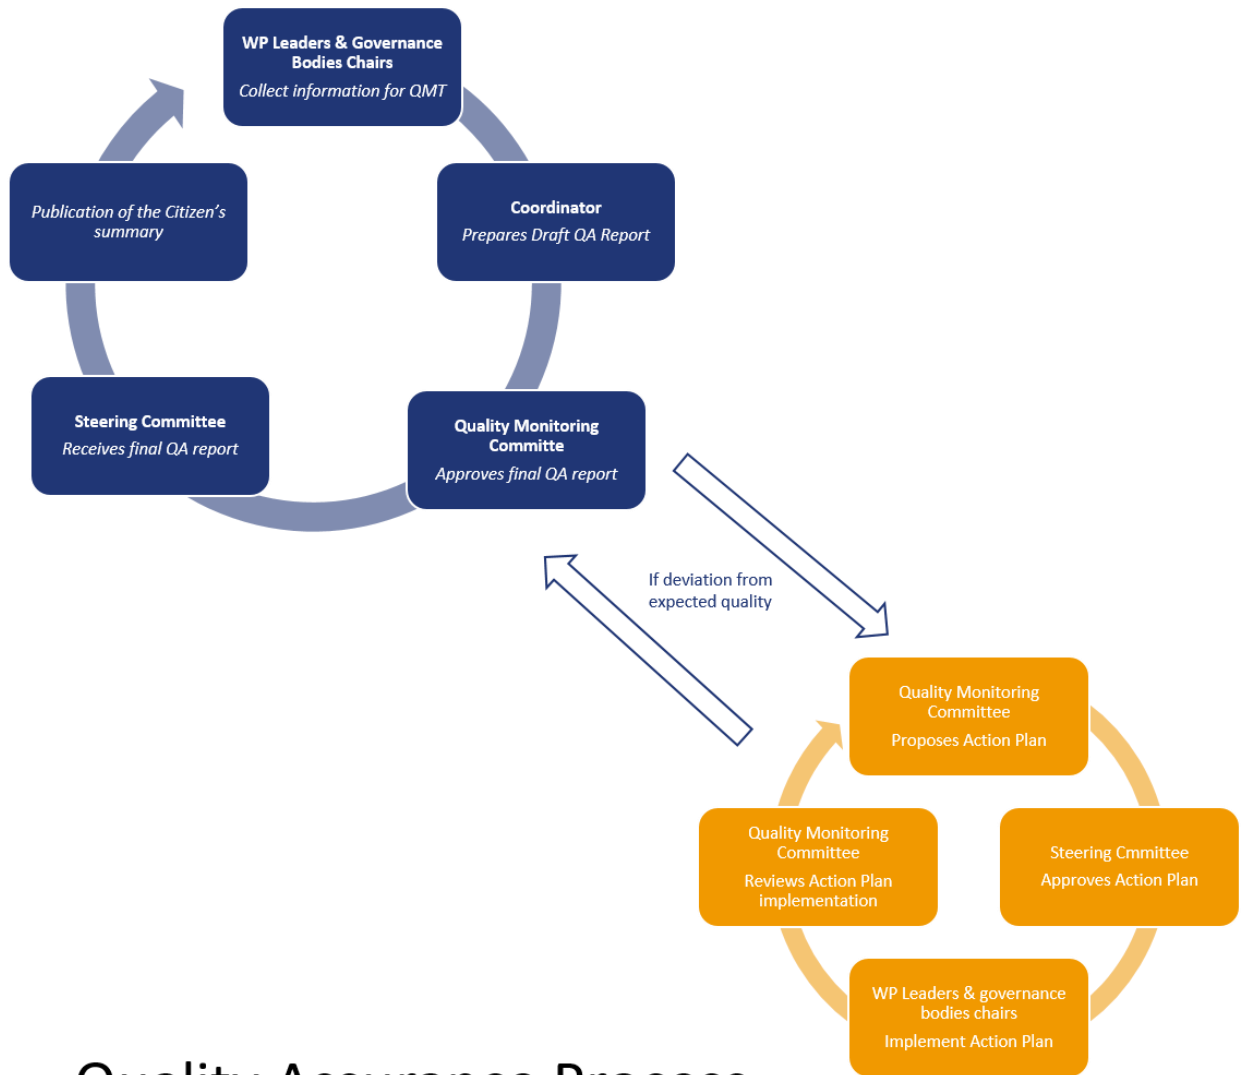 WP Leaders & Governance
Bodies Chairs
Collect information for QMT
Coordinator
Prepares Draft QA Report
Publication of the Citizen's
summary
Steering Committee
Receives final QA report
Quality Monitoring
Committe
Approves final QA report
If deviation from
expected quality
Quality Monitoring
Committee
Proposes Action Plan
Steering Cmmittee
Approves Action Plan
Quality Monitoring
Committee
Reviews Action Plan
implementation
WP Leaders & governance
bodies chairs
Implement Action Plan
Quality Assurance Process